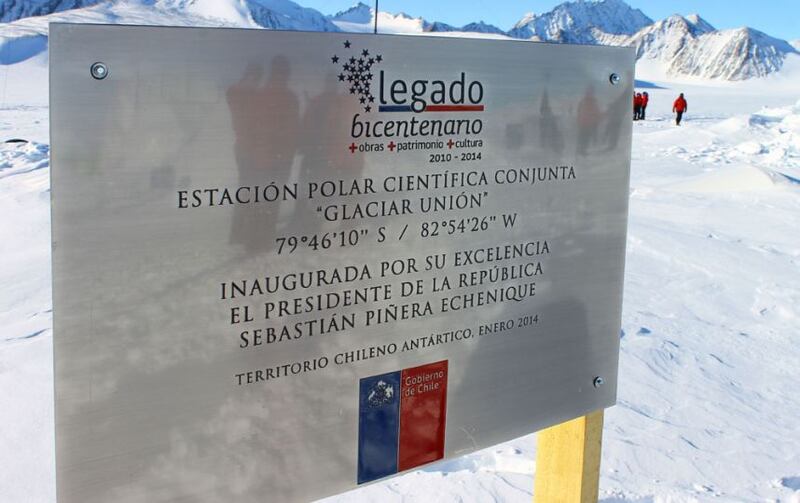 legado
bicentenario
+obras +patrimonio +cultura
2010 - 2014
ESTACIÓN POLAR CIENTÍFICA CONJUNTA
"GLACIAR UNIÓN"
79°46'10" S / 82°54'26" W
INAUGURADA POR SU EXCELENCIA
EL PRESIDENTE DE LA REPÚBLICA
SEBASTIÁN PIÑERA ECHENIQUE
TERRITORIO CHILENO ANTÁRTICO, ENERO 2014
Gobierno
de Chile